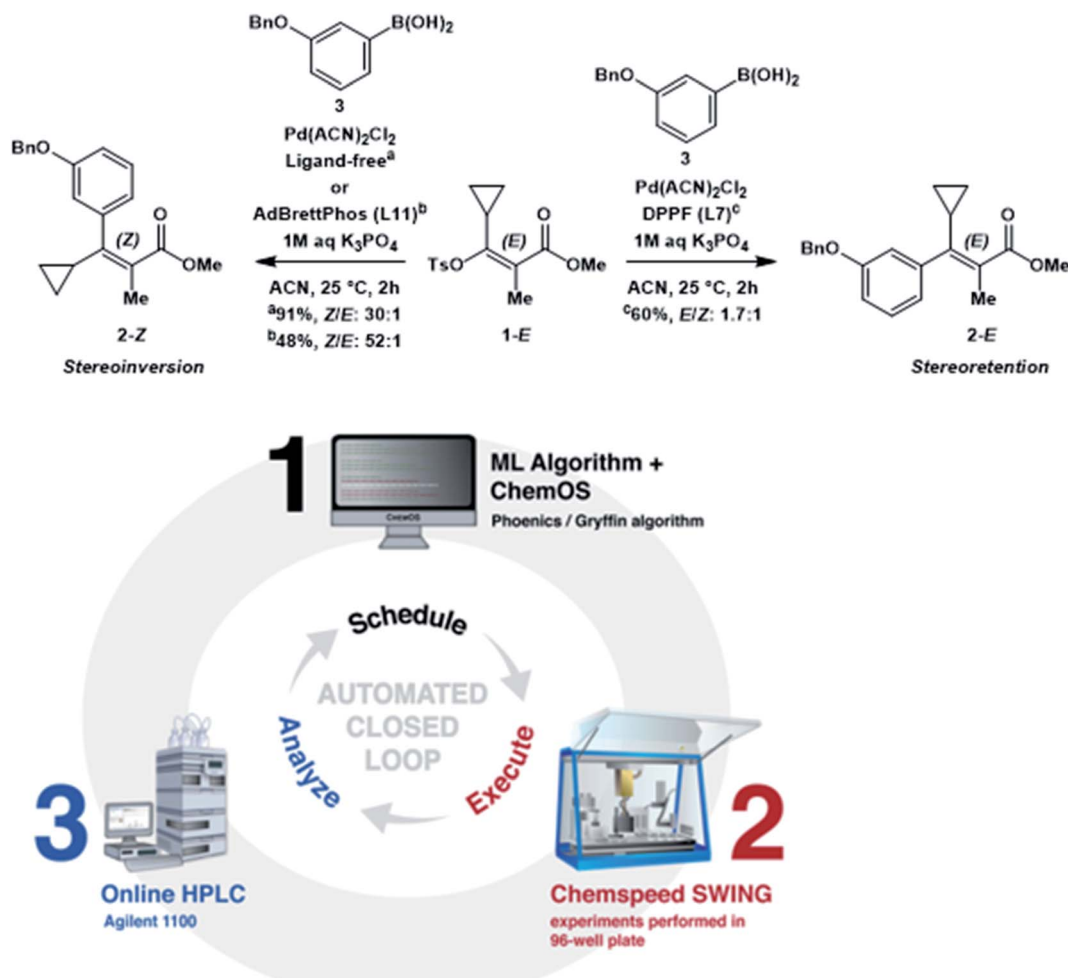 BnO
B(OH)₂
3
Pd(ACN)₂Cl₂
Ligand-freeᵃ
or
AdBrettPhos (L11)ᵇ
1M aq K₃PO₄
ACN, 25 °C, 2h
ᵃ91%, Z/E: 30:1
ᵇ48%, Z/E: 52:1
BnO
(Z)
O
OMe
Me
2-Z
Stereoinversion
TsO
(E)
O
OMe
Me
1-E
BnO
B(OH)₂
3
Pd(ACN)₂Cl₂
DPPF (L7)ᶜ
1M aq K₃PO₄
ACN, 25 °C, 2h
ᶜ60%, E/Z: 1.7:1
BnO
(E)
O
OMe
Me
2-E
Stereoretention
1
ChemOS
ML Algorithm +
ChemOS
Phoenics / Gryffin algorithm
Schedule
AUTOMATED
CLOSED
LOOP
Execute
Analyze
2
Chemspeed SWING
experiments performed in
96-well plate
3
Online HPLC
Agilent 1100